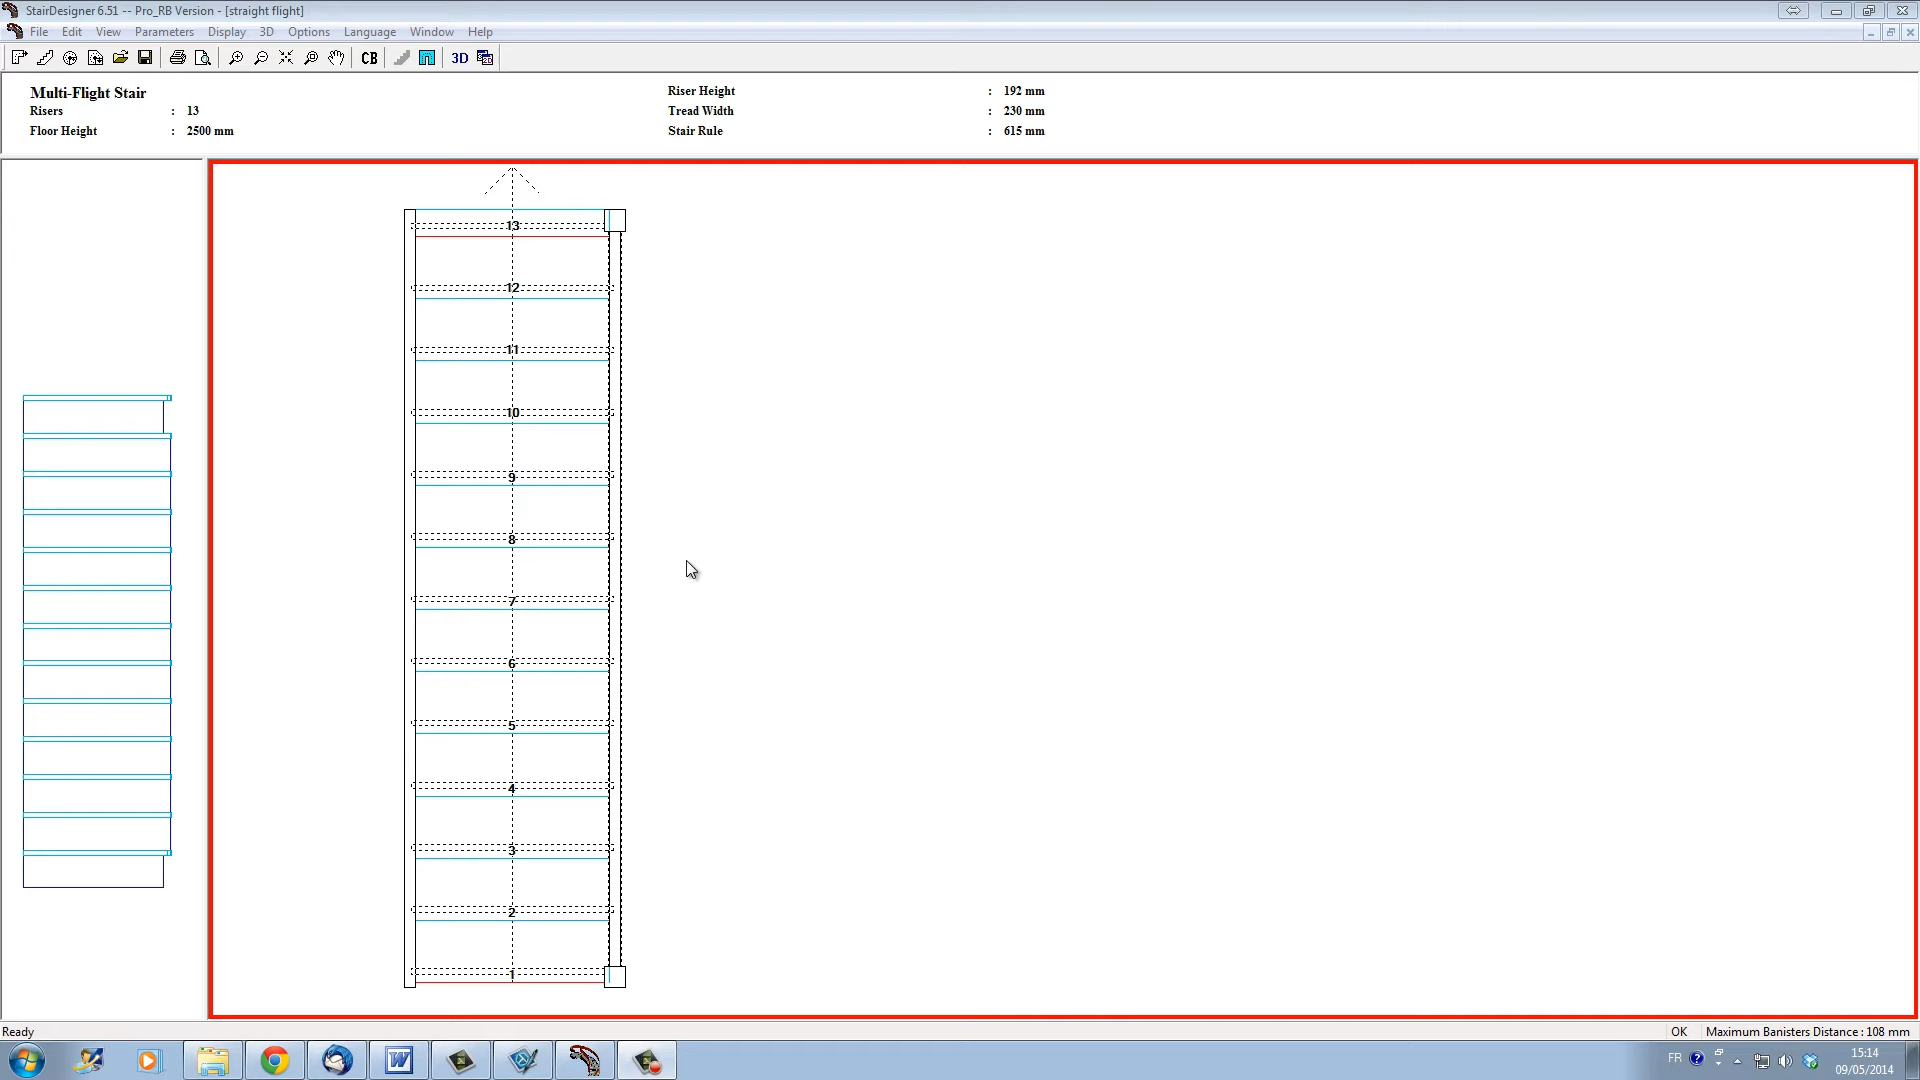 StairDesigner 6.51 -- Pro_RB Version - [straight flight]
File Edit View Parameters Display 3D Options Language Window Help
CB 3D
Multi-Flight Stair
Risers : 13
Floor Height : 2500 mm
Riser Height : 192 mm
Tread Width : 230 mm
Stair Rule : 615 mm
13
12
11
10
9
8
7
6
5
4
3
2
1
Ready
OK Maximum Banisters Distance : 108 mm
FR
15:14
09/05/2014